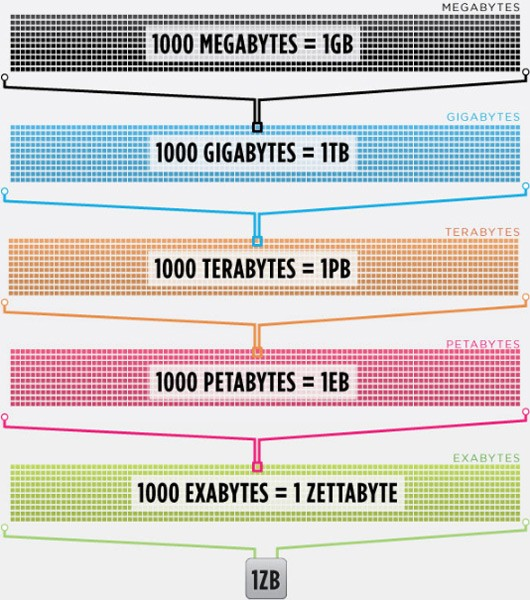 MEGABYTES
1000 MEGABYTES = 1GB
GIGABYTES
1000 GIGABYTES = 1TB
TERABYTES
1000 TERABYTES = 1PB
PETABYTES
1000 PETABYTES = 1EB
EXABYTES
1000 EXABYTES = 1 ZETTABYTE
1ZB